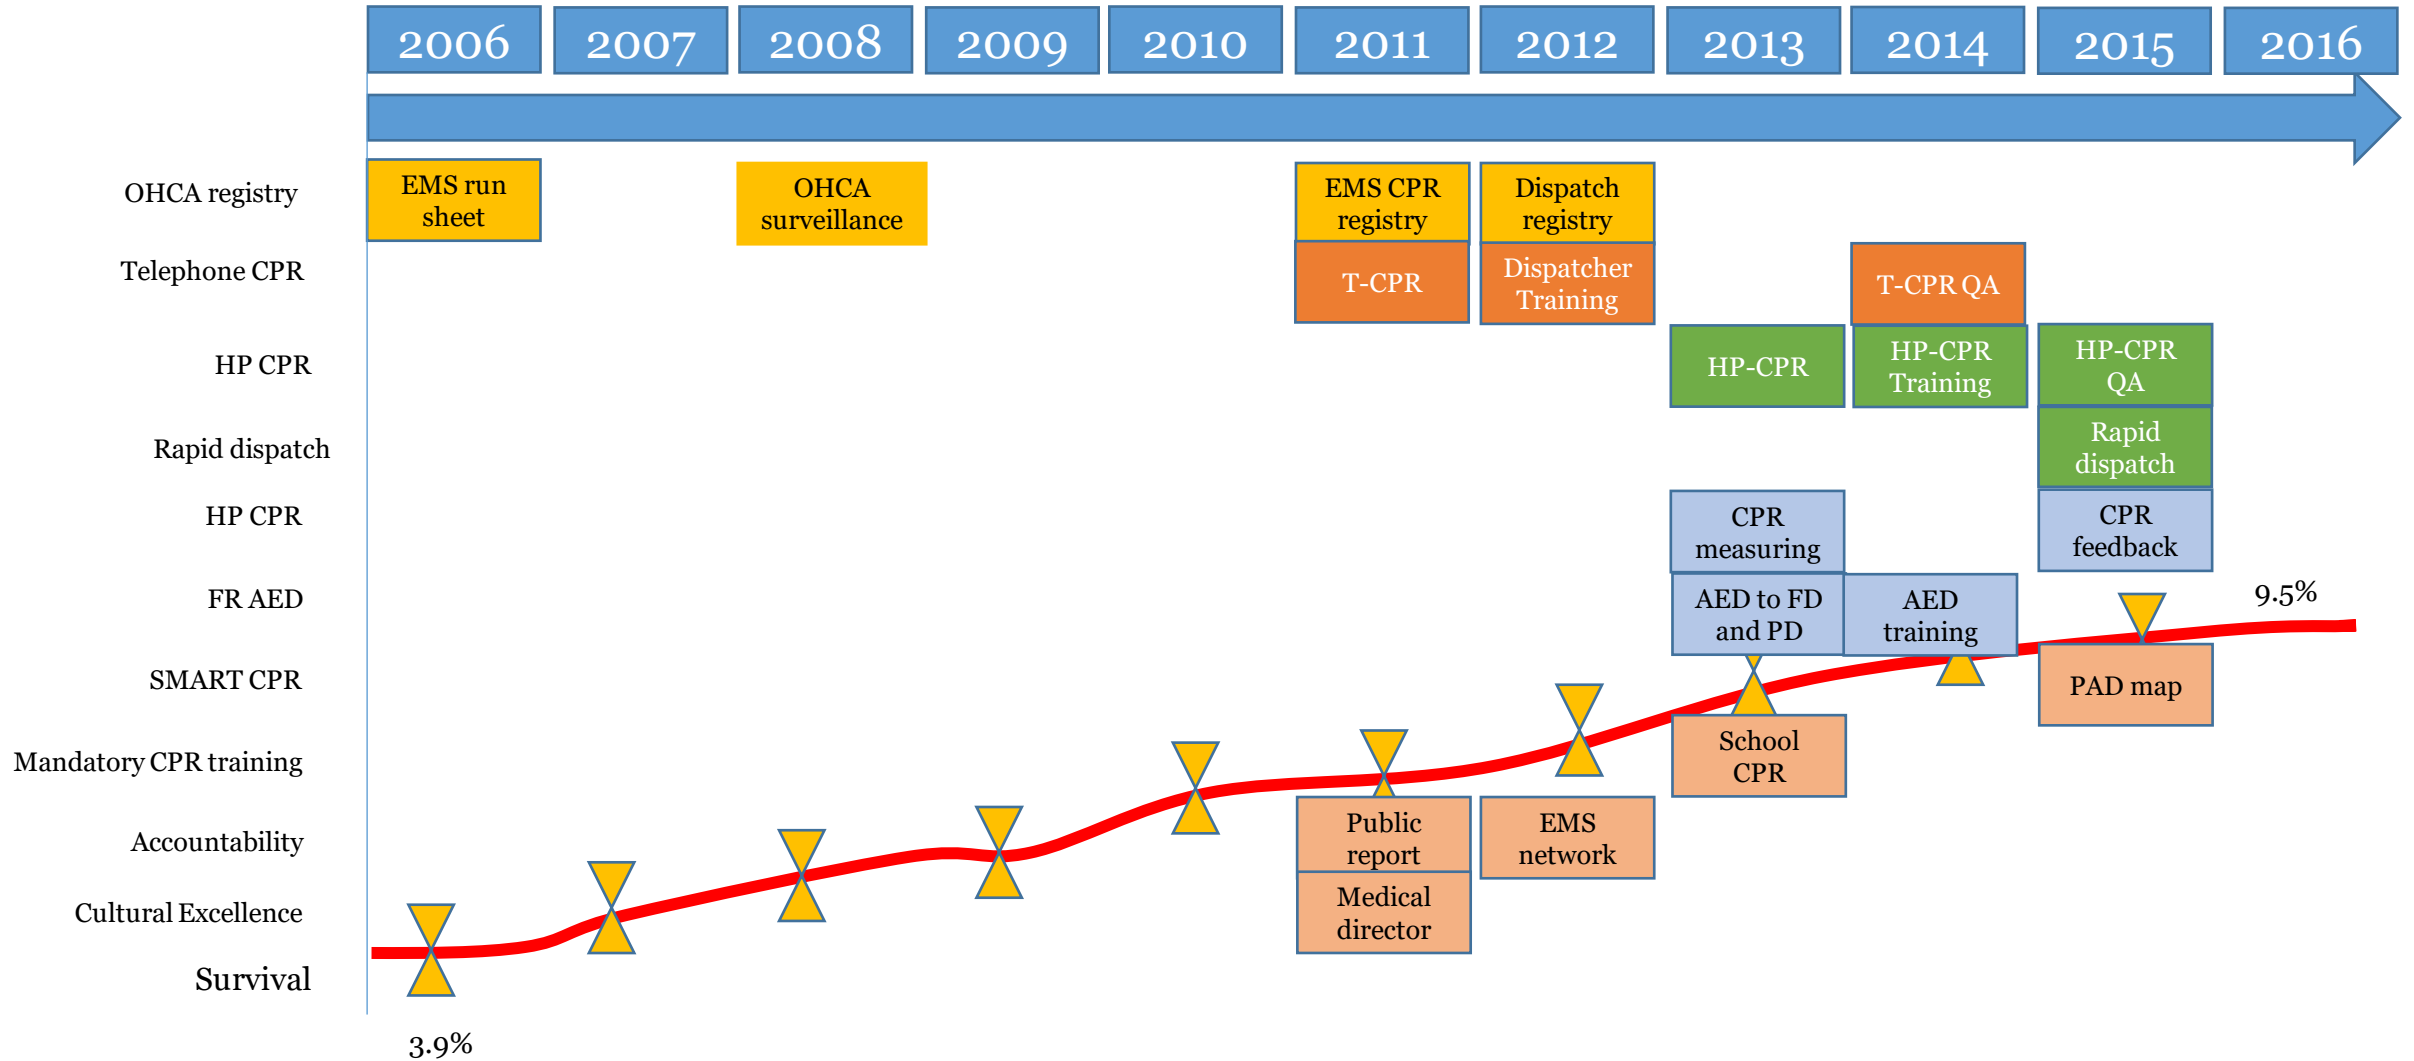 2006 2007 2008 2009 2010 2011 2012 2013 2014 2015 2016
OHCA registry
EMS run
sheet
OHCA
surveillance
EMS CPR
registry
Dispatch
registry
Telephone CPR
T-CPR
Dispatcher
Training
T-CPR QA
HP CPR
HP-CPR
HP-CPR
Training
HP-CPR
QA
Rapid dispatch
Rapid
dispatch
HP CPR
CPR
measuring
CPR
feedback
FR AED
AED to FD
and PD
AED
training
9.5%
SMART CPR
PAD map
Mandatory CPR training
School
CPR
Accountability
Public
report
EMS
network
Cultural Excellence
Medical
director
Survival
3.9%